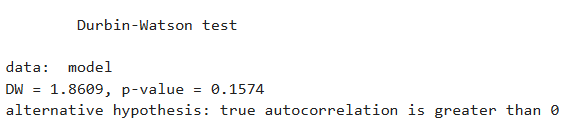 Durbin-Watson test
data:  model
DW = 1.8609, p-value = 0.1574
alternative hypothesis: true autocorrelation is greater than 0